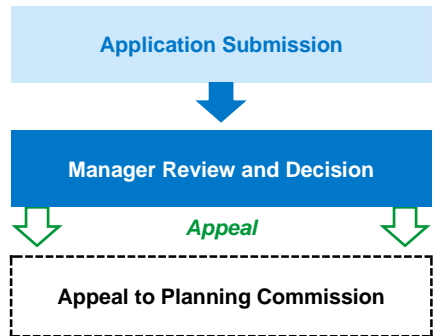 Application Submission
Manager Review and Decision
Appeal
Appeal to Planning Commission